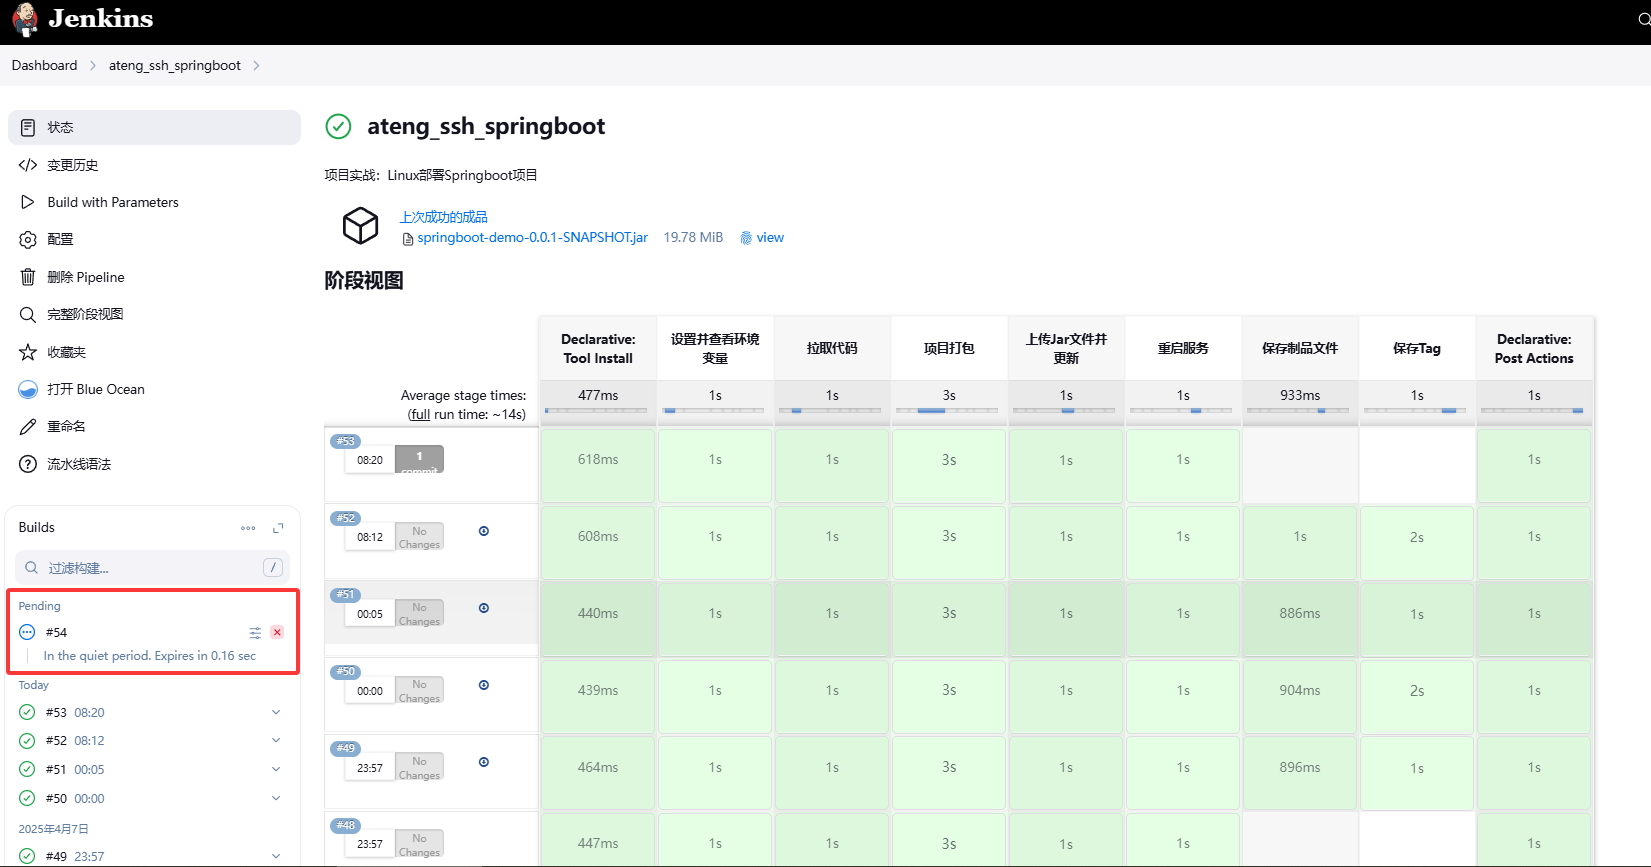 Jenkins
Dashboard
ateng_ssh_springboot
状态
变更历史
Build with Parameters
配置
删除 Pipeline
完整阶段视图
收藏夹
打开 Blue Ocean
重命名
流水线语法
Builds
过滤构建...
/
Pending
#54
In the quiet period. Expires in 0.16 sec
Today
#53 08:20
#52 08:12
#51 00:05
#50 00:00
2025年4月7日
#49 23:57
ateng_ssh_springboot
项目实战：Linux部署Springboot项目
上次成功的成品
springboot-demo-0.0.1-SNAPSHOT.jar 19.78 MiB view
阶段视图
Declarative: Tool Install
设置并查看环境变量
拉取代码
项目打包
上传Jar文件并更新
重启服务
保存制品文件
保存Tag
Declarative: Post Actions
Average stage times:
(full run time: ~14s)
477ms 1s 1s 3s 1s 1s 933ms 1s 1s
#53
08:20
1 commit
618ms 1s 1s 3s 1s 1s 1s
#52
08:12
No Changes
608ms 1s 1s 3s 1s 1s 1s 2s 1s
#51
00:05
No Changes
440ms 1s 1s 3s 1s 1s 886ms 1s 1s
#50
00:00
No Changes
439ms 1s 1s 3s 1s 1s 904ms 2s 1s
#49
23:57
No Changes
464ms 1s 1s 3s 1s 1s 896ms 1s 1s
#48
23:57
No Changes
447ms 1s 1s 3s 1s 1s 1s